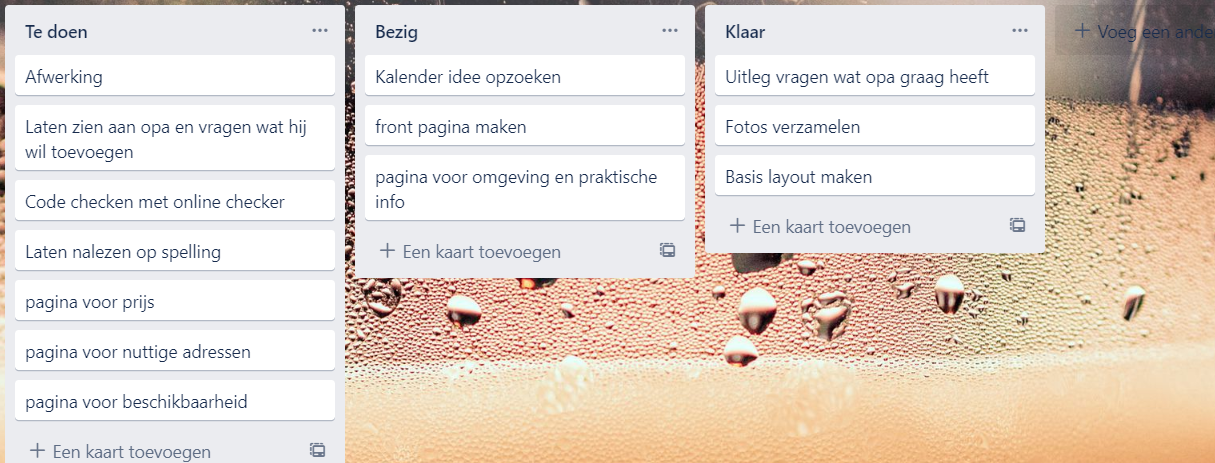 Te doen
Afwerking
Laten zien aan opa en vragen wat hij
wil toevoegen
Code checken met online checker
Laten nalezen op spelling
pagina voor prijs
pagina voor nuttige adressen
pagina voor beschikbaarheid
Een kaart toevoegen
Bezig
Kalender idee opzoeken
front pagina maken
pagina voor omgeving en praktische
info
Een kaart toevoegen
Klaar
Uitleg vragen wat opa graag heeft
Fotos verzamelen
Basis layout maken
Een kaart toevoegen
Voeg een ande